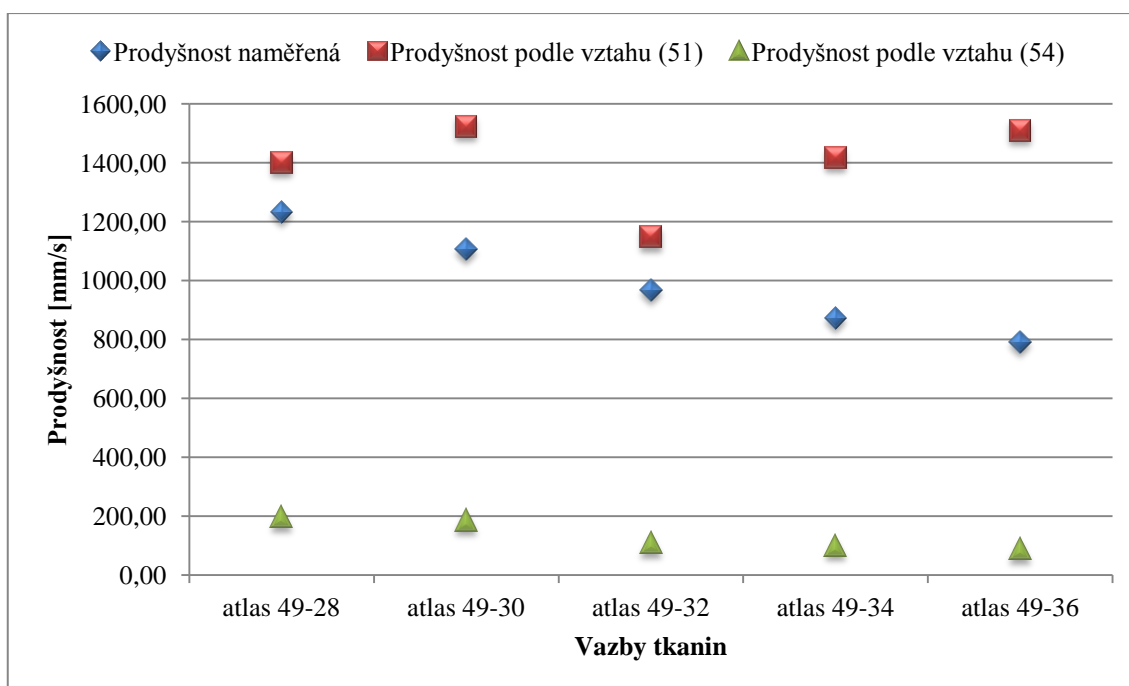 Prodyšnost naměřená Prodyšnost podle vztahu (51) Prodyšnost podle vztahu (54)
1600,00
1400,00
1200,00
1000,00
800,00
600,00
400,00
200,00
0,00
Prodyšnost [mm/s]
atlas 49-28 atlas 49-30 atlas 49-32 atlas 49-34 atlas 49-36
Vazby tkanin